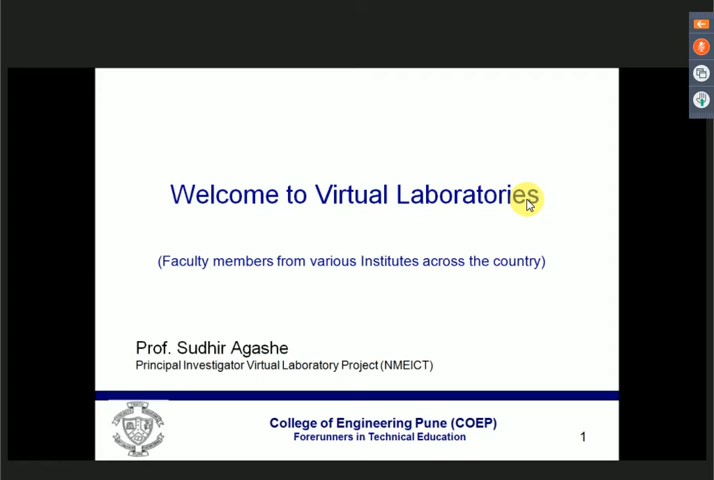 Welcome to Virtual Laboratories
(Faculty members from various Institutes across the country)
Prof. Sudhir Agashe
Principal Investigator Virtual Laboratory Project (NMEICT)
College of Engineering Pune (COEP)
Forerunners in Technical Education
1